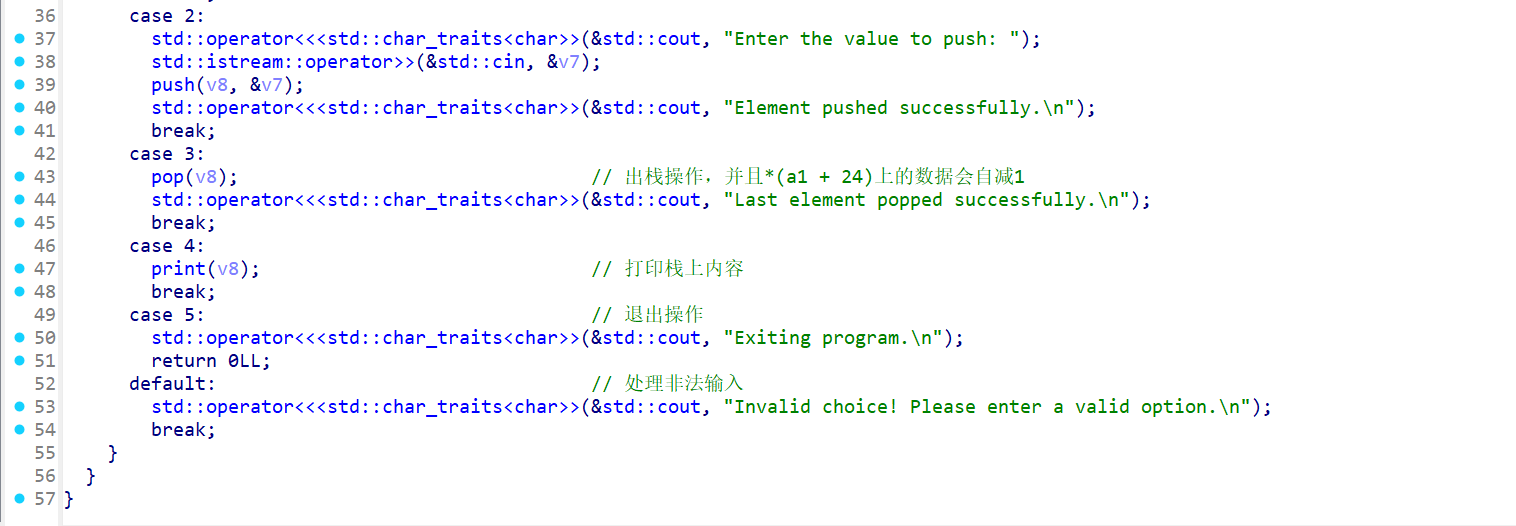 36 case 2:
37 std::operator<<<std::char_traits<char>>(&std::cout, "Enter the value to push: ");
38 std::istream::operator>>(&std::cin, &v7);
39 push(v8, &v7);
40 std::operator<<<std::char_traits<char>>(&std::cout, "Element pushed successfully.\n");
41 break;
42 case 3:
43 pop(v8); // 出栈操作，并且*(a1 + 24)上的数据会自减1
44 std::operator<<<std::char_traits<char>>(&std::cout, "Last element popped successfully.\n");
45 break;
46 case 4:
47 print(v8); // 打印栈上内容
48 break;
49 case 5: // 退出操作
50 std::operator<<<std::char_traits<char>>(&std::cout, "Exiting program.\n");
51 return 0LL;
52 default: // 处理非法输入
53 std::operator<<<std::char_traits<char>>(&std::cout, "Invalid choice! Please enter a valid option.\n");
54 break;
55 }
56 }
57 }